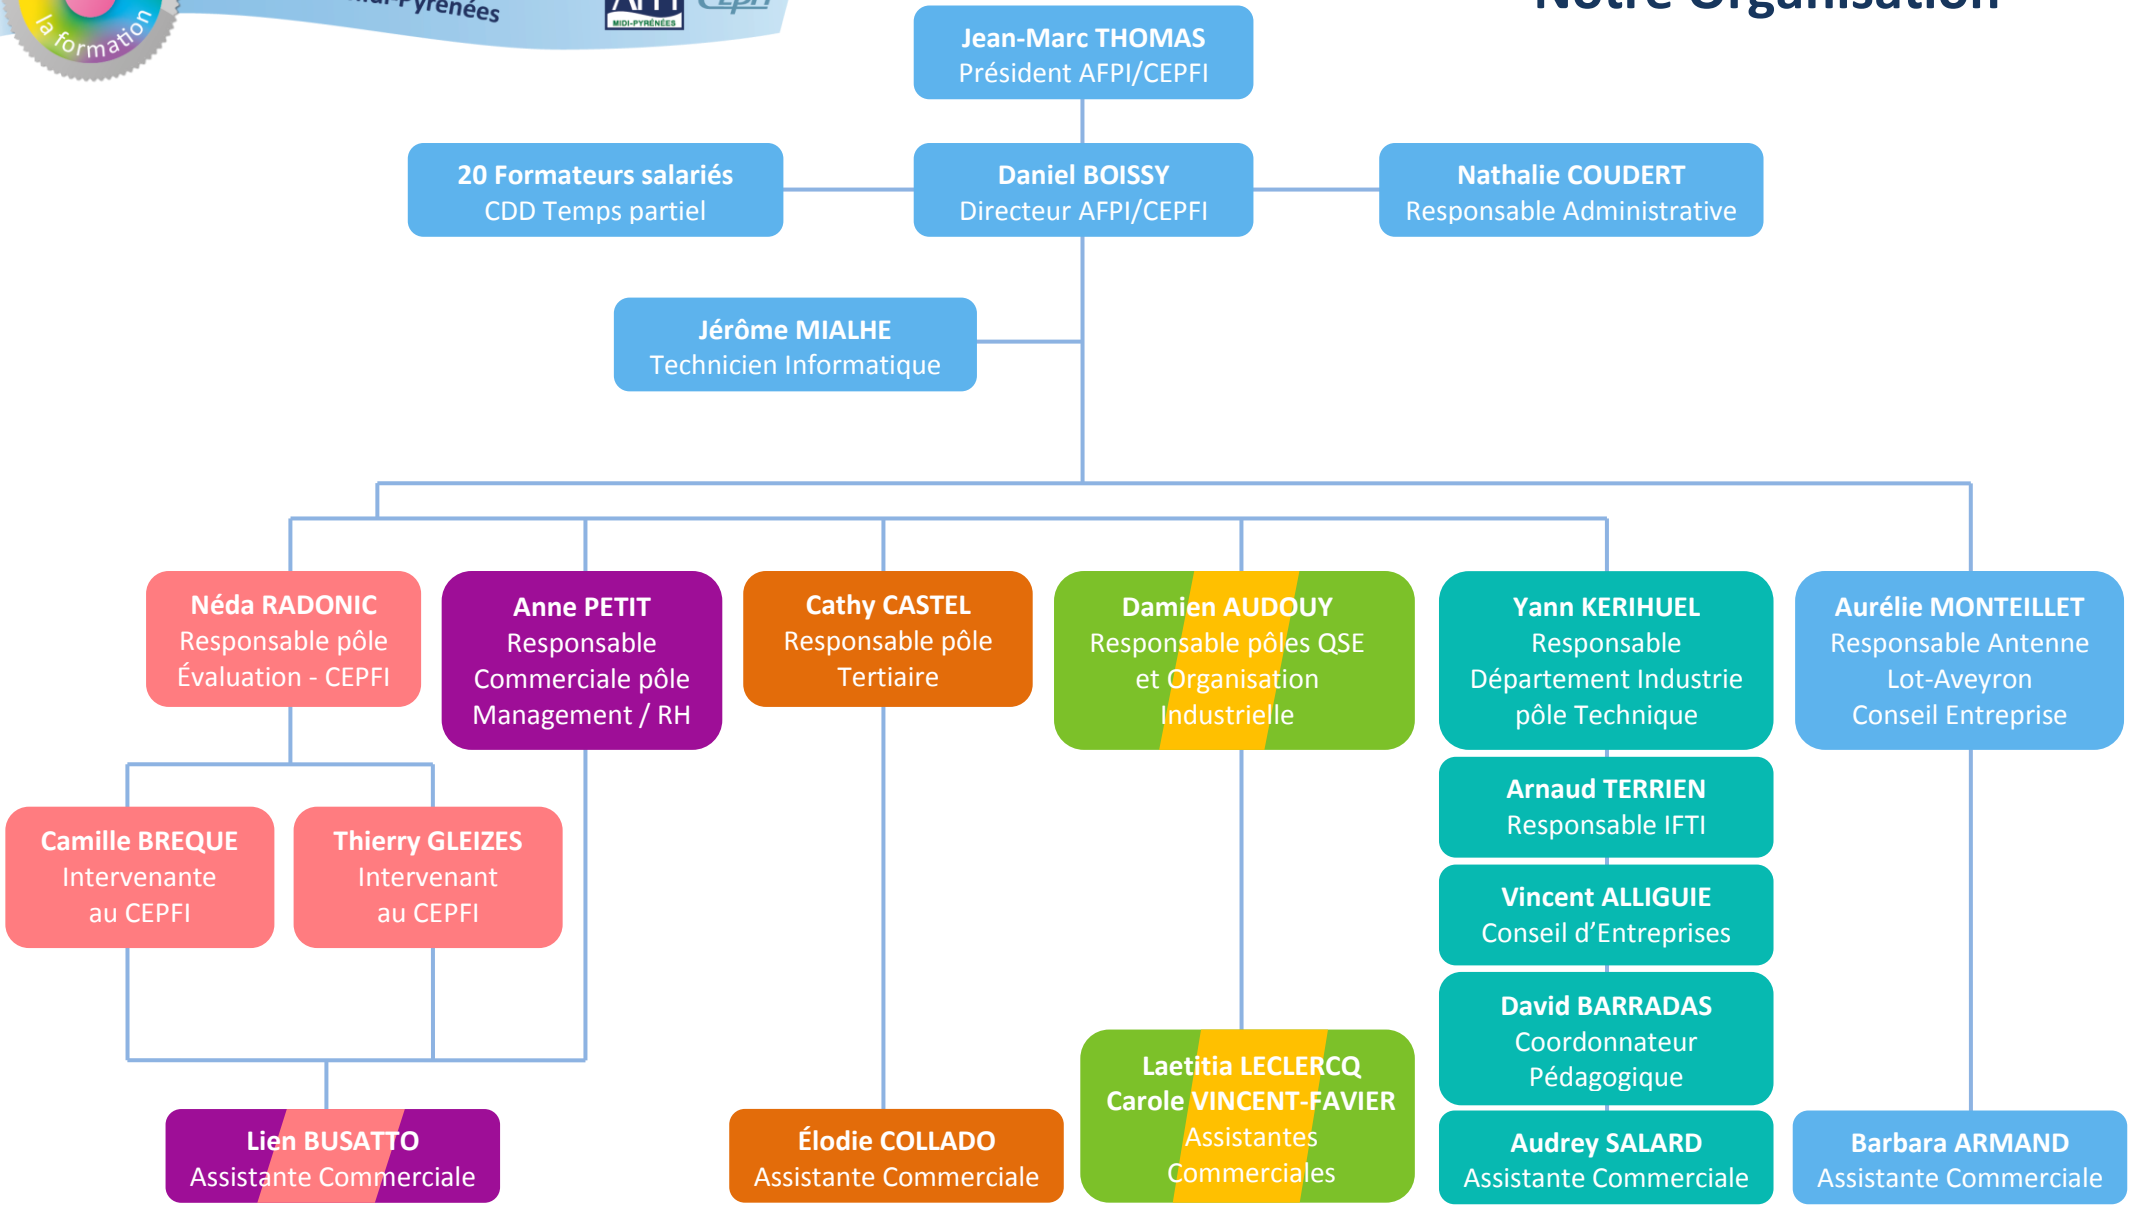 la formation
Midi-Pyrénées
AFPI
MIDI-PYRÉNÉES
Cepfi
Notre Organisation
Jean-Marc THOMAS
Président AFPI/CEPFI
20 Formateurs salariés
CDD Temps partiel
Daniel BOISSY
Directeur AFPI/CEPFI
Nathalie COUDERT
Responsable Administrative
Jérôme MIALHE
Technicien Informatique
Néda RADONIC
Responsable pôle
Évaluation - CEPFI
Anne PETIT
Responsable
Commerciale pôle
Management / RH
Cathy CASTEL
Responsable pôle
Tertiaire
Damien AUDOUY
Responsable pôles QSE
et Organisation
Industrielle
Yann KERIHUEL
Responsable
Département Industrie
pôle Technique
Aurélie MONTEILLET
Responsable Antenne
Lot-Aveyron
Conseil Entreprise
Arnaud TERRIEN
Responsable IFTI
Camille BREQUE
Intervenante
au CEPFI
Thierry GLEIZES
Intervenant
au CEPFI
Vincent ALLIGUIE
Conseil d’Entreprises
David BARRADAS
Coordonnateur
Pédagogique
Lien BUSATTO
Assistante Commerciale
Élodie COLLADO
Assistante Commerciale
Laetitia LECLERCQ
Carole VINCENT-FAVIER
Assistantes
Commerciales
Audrey SALARD
Assistante Commerciale
Barbara ARMAND
Assistante Commerciale